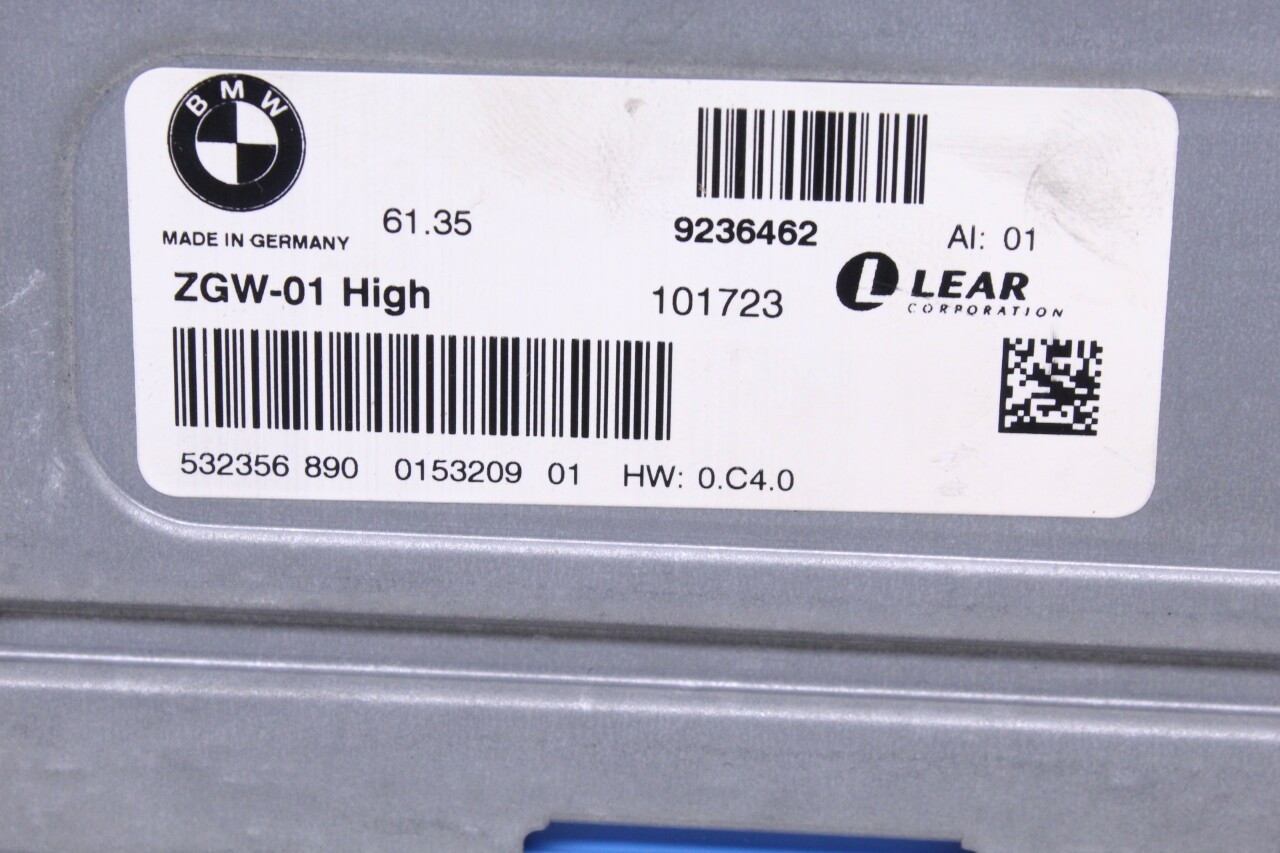 BMW
MADE IN GERMANY
61.35
9236462
AI: 01
ZGW-01 High
101723
L LEAR
CORPORATION
532356 890 0153209 01 HW: 0.C4.0